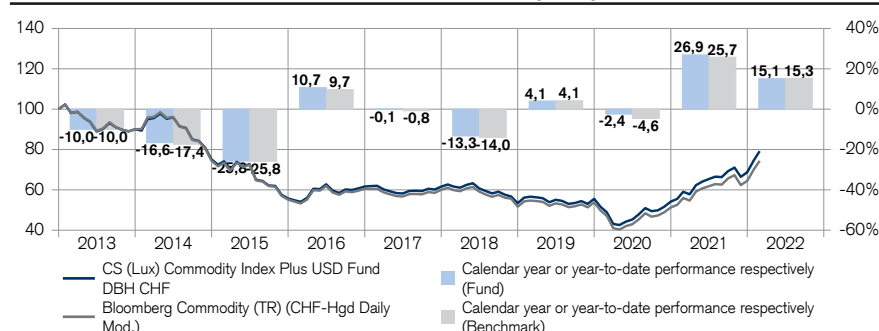 140 40%
120 20%
100 0%
80 -20%
60 -40%
40 -60%
-10,0 -10,0
-16,6 -17,4
-25,8 -25,8
10,7 9,7
-0,1 -0,8
-13,3 -14,0
4,1 4,1
-2,4 -4,6
26,9 25,7
15,1 15,3
2013 2014 2015 2016 2017 2018 2019 2020 2021 2022
CS (Lux) Commodity Index Plus USD Fund
DBH CHF
Bloomberg Commodity (TR) (CHF-Hgd Daily
Mod.)
Calendar year or year-to-date performance respectively
(Fund)
Calendar year or year-to-date performance respectively
(Benchmark)